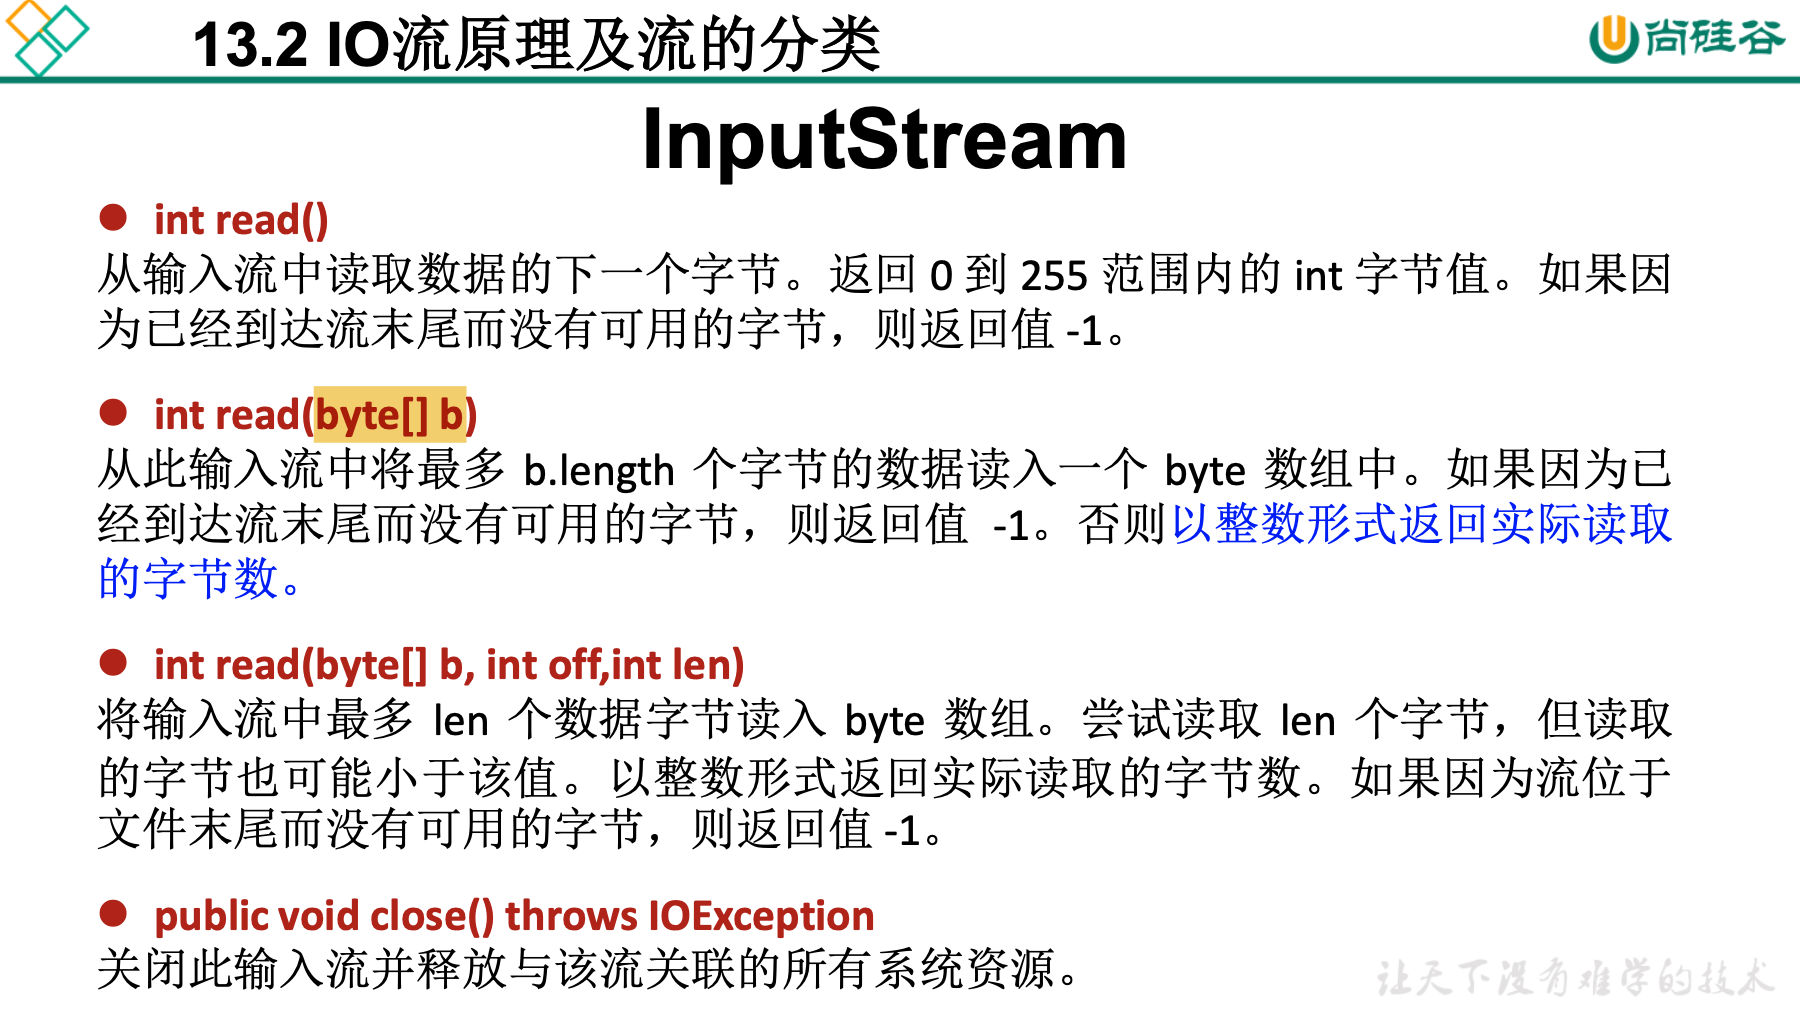 13.2 IO流原理及流的分类
尚硅谷
InputStream
● int read()
从输入流中读取数据的下一个字节。返回 0 到 255 范围内的 int 字节值。如果因
为已经到达流末尾而没有可用的字节，则返回值 -1。
● int read(byte[] b)
从此输入流中将最多 b.length 个字节的数据读入一个 byte 数组中。如果因为已
经到达流末尾而没有可用的字节，则返回值 -1。否则以整数形式返回实际读取
的字节数。
● int read(byte[] b, int off,int len)
将输入流中最多 len 个数据字节读入 byte 数组。尝试读取 len 个字节，但读取
的字节也可能小于该值。以整数形式返回实际读取的字节数。如果因为流位于
文件末尾而没有可用的字节，则返回值 -1。
● public void close() throws IOException
关闭此输入流并释放与该流关联的所有系统资源。
让天下没有难学的技术